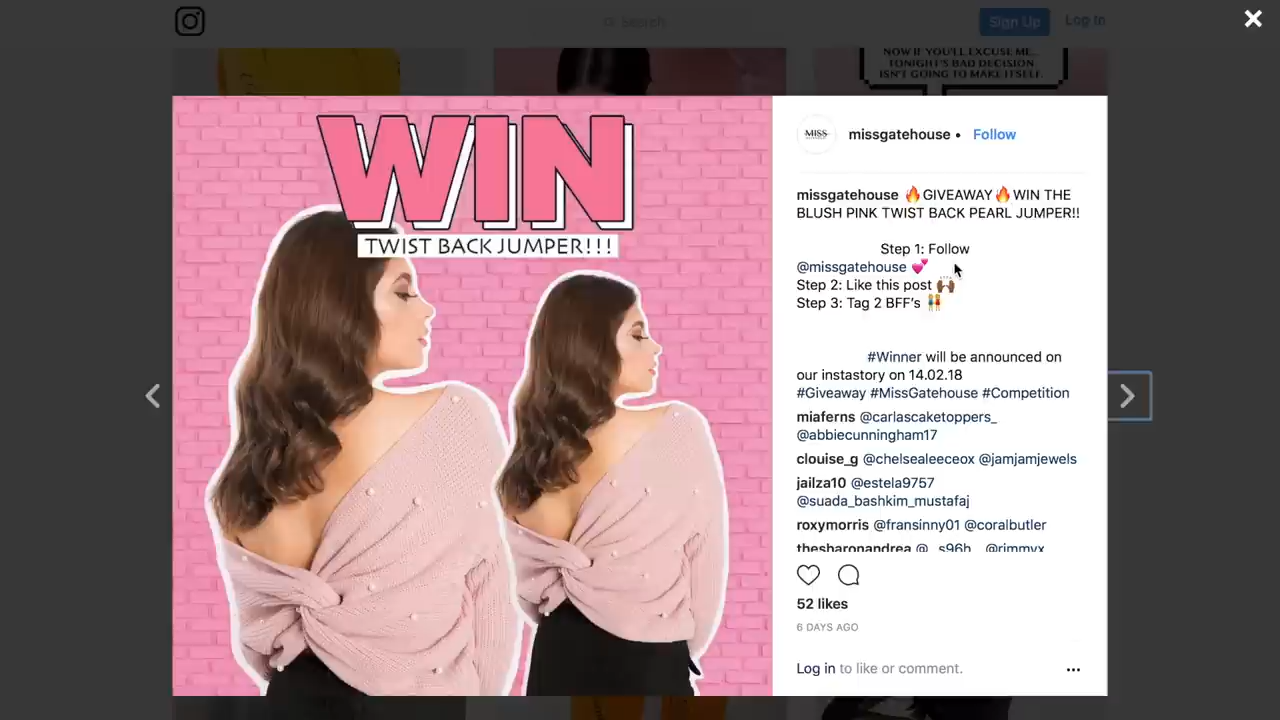 Search
Sign Up
Log In
NOW IF YOU'LL EXCUSE ME,
TONIGHT'S BAD DECISION
ISN'T GOING TO MAKE ITSELF.
WIN
TWIST BACK JUMPER!!!
MISS
missgatehouse • Follow
missgatehouse 🔥GIVEAWAY🔥WIN THE
BLUSH PINK TWIST BACK PEARL JUMPER!!
Step 1: Follow
@missgatehouse 💕
Step 2: Like this post 🙌🏾
Step 3: Tag 2 BFF's 👭
#Winner will be announced on
our instastory on 14.02.18
#Giveaway #MissGatehouse #Competition
miaferns @carlascaketoppers_
@abbiecunningham17
clouise_g @chelsealeeceox @jamjamjewels
jailza10 @estela9757
@suada_bashkim_mustafaj
roxymorris @fransinny01 @coralbutler
thesharonandrea
52 likes
6 DAYS AGO
Log in to like or comment.